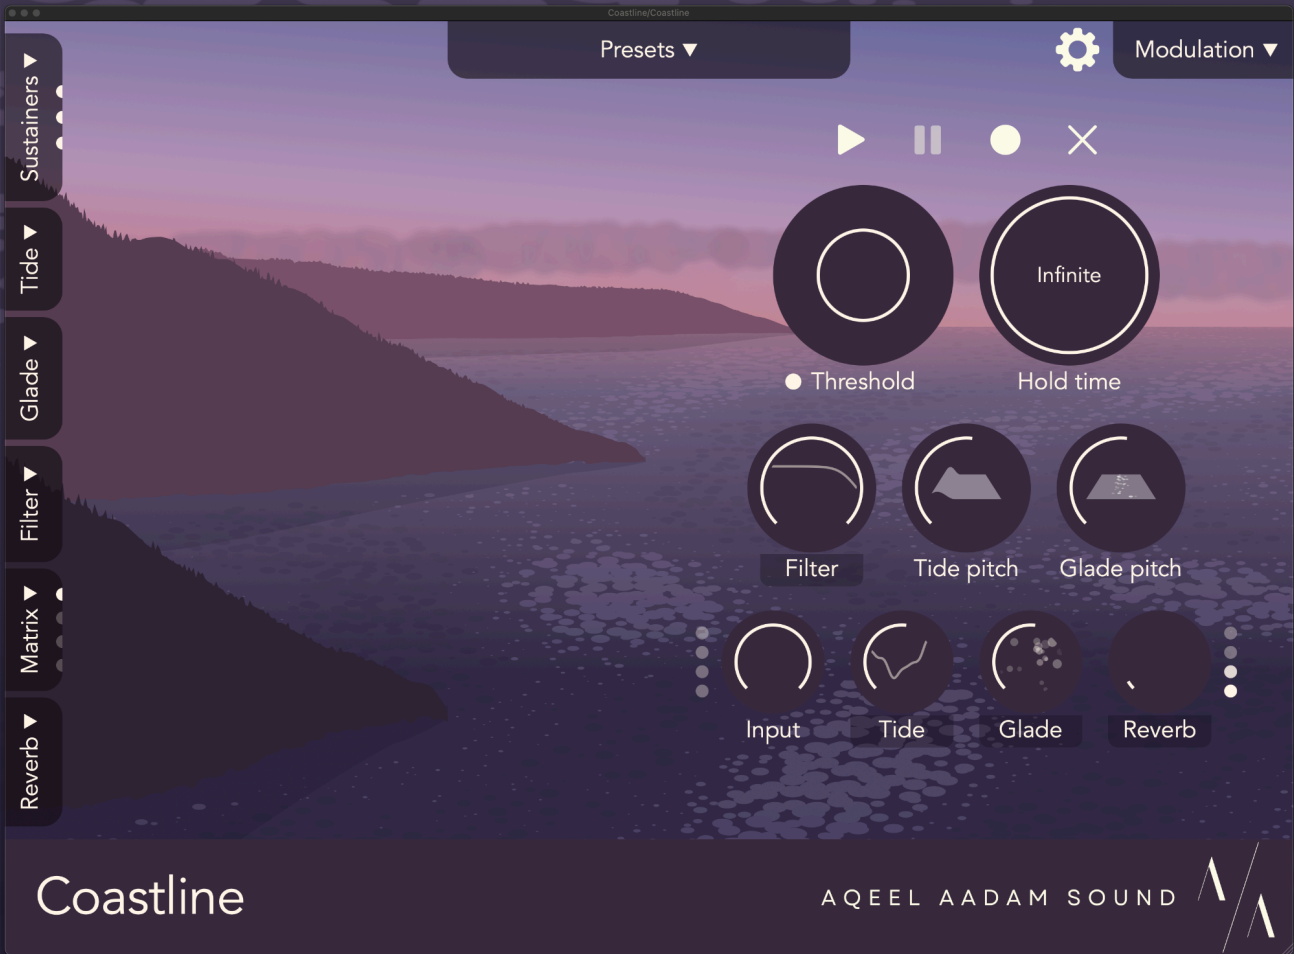 Coastline/Coastline
Presets ▼
Modulation ▼
Sustainers ▼
Tide ▼
Glade ▼
Filter ▼
Matrix ▼
Reverb ▼
Infinite
Threshold
Hold time
Filter
Tide pitch
Glade pitch
Input
Tide
Glade
Reverb
Coastline
AQEEL AADAM SOUND